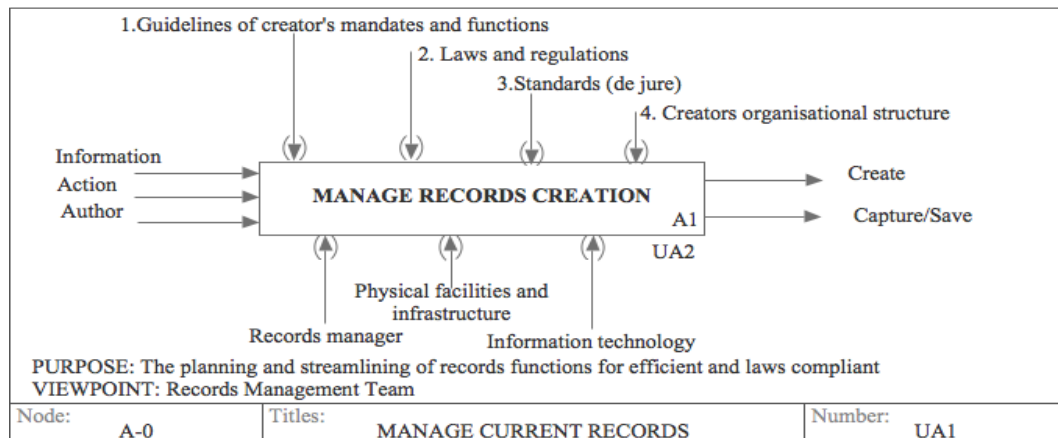 1.Guidelines of creator's mandates and functions
2. Laws and regulations
3.Standards (de jure)
4. Creators organisational structure
Information
Action
Author
MANAGE RECORDS CREATION
A1
UA2
Create
Capture/Save
Physical facilities and
infrastructure
Records manager
Information technology
PURPOSE: The planning and streamlining of records functions for efficient and laws compliant
VIEWPOINT: Records Management Team
Node:
A-0
Titles:
MANAGE CURRENT RECORDS
Number:
UA1